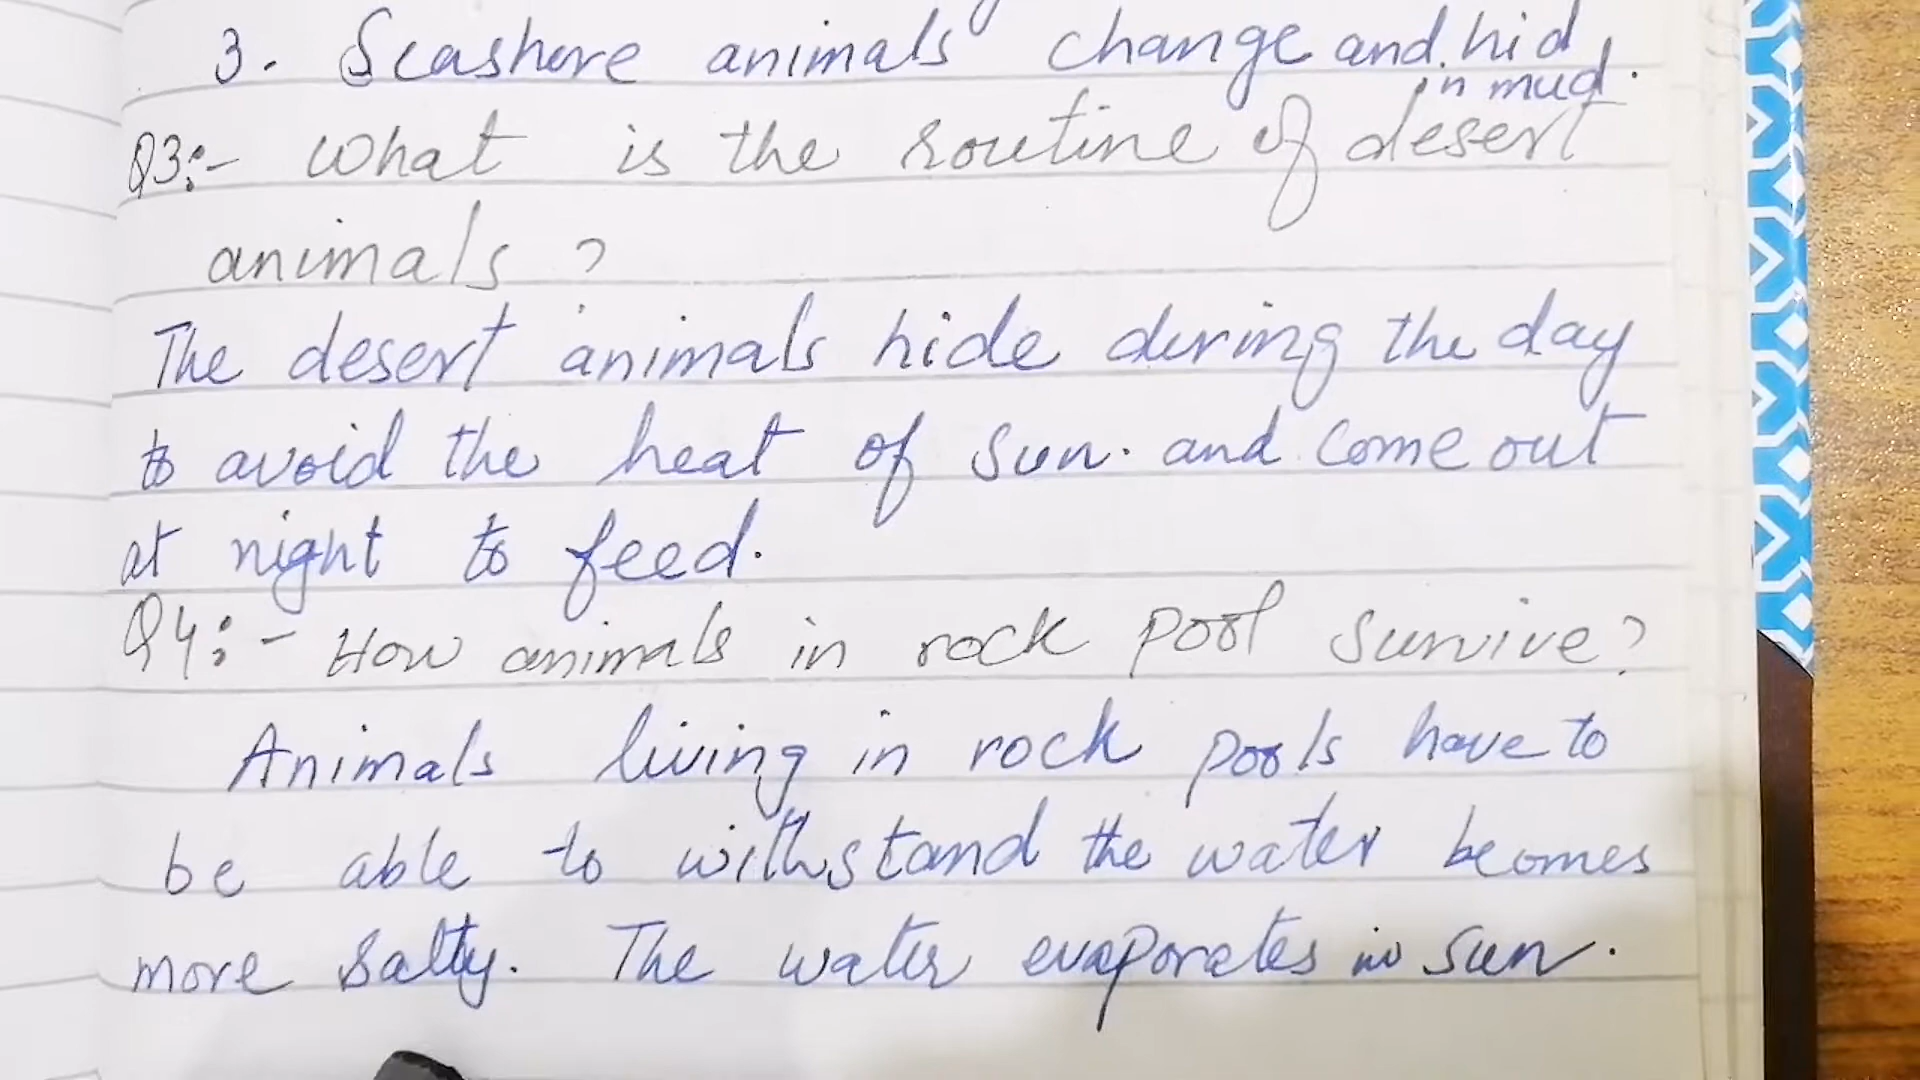 3. Seashore animals change and hid
in mud.
Q3:- What is the routine of desert
animals?
The desert animals hide during the day
to avoid the heat of sun. and come out
at night to feed.
Q4:- How animals in rock pool survive?
Animals living in rock pools have to
be able to withstand the water becomes
more salty. The water evaporates in sun.